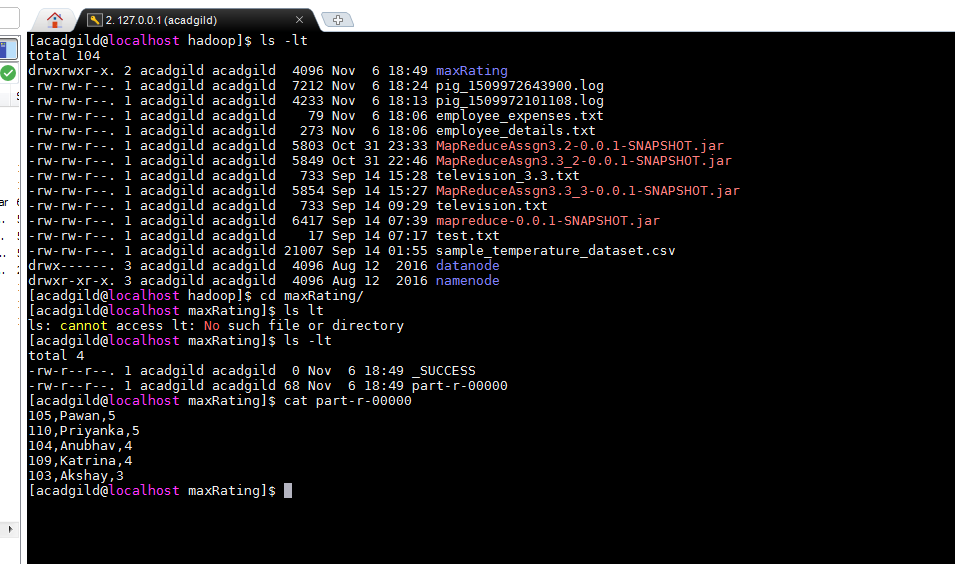 2. 127.0.0.1 (acadgild)
[acadgild@localhost hadoop]$ ls -lt
total 104
drwxrwxr-x. 2 acadgild acadgild  4096 Nov  6 18:49 maxRating
-rw-rw-r--. 1 acadgild acadgild  7212 Nov  6 18:24 pig_1509972643900.log
-rw-rw-r--. 1 acadgild acadgild  4233 Nov  6 18:13 pig_1509972101108.log
-rw-rw-r--. 1 acadgild acadgild    79 Nov  6 18:06 employee_expenses.txt
-rw-rw-r--. 1 acadgild acadgild   273 Nov  6 18:06 employee_details.txt
-rw-rw-r--. 1 acadgild acadgild  5803 Oct 31 23:33 MapReduceAssgn3.2-0.0.1-SNAPSHOT.jar
-rw-rw-r--. 1 acadgild acadgild  5849 Oct 31 22:46 MapReduceAsgn3.3_2-0.0.1-SNAPSHOT.jar
-rw-rw-r--. 1 acadgild acadgild   733 Sep 14 15:28 television_3.3.txt
-rw-rw-r--. 1 acadgild acadgild  5854 Sep 14 15:27 MapReduceAssgn3.3_3-0.0.1-SNAPSHOT.jar
-rw-rw-r--. 1 acadgild acadgild   733 Sep 14 09:29 television.txt
-rw-rw-r--. 1 acadgild acadgild  6417 Sep 14 07:39 mapreduce-0.0.1-SNAPSHOT.jar
-rw-rw-r--. 1 acadgild acadgild    17 Sep 14 07:17 test.txt
-rw-rw-r--. 1 acadgild acadgild 21007 Sep 14 01:55 sample_temperature_dataset.csv
drwx------. 3 acadgild acadgild  4096 Aug 12  2016 datanode
drwxr-xr-x. 3 acadgild acadgild  4096 Aug 12  2016 namenode
[acadgild@localhost hadoop]$ cd maxRating/
[acadgild@localhost maxRating]$ ls lt
ls: cannot access lt: No such file or directory
[acadgild@localhost maxRating]$ ls -lt
total 4
-rw-r--r--. 1 acadgild acadgild  0 Nov  6 18:49 _SUCCESS
-rw-r--r--. 1 acadgild acadgild 68 Nov  6 18:49 part-r-00000
[acadgild@localhost maxRating]$ cat part-r-00000
105,Pawan,5
110,Priyanka,5
104,Anubhav,4
109,Katrina,4
103,Akshay,3
[acadgild@localhost maxRating]$